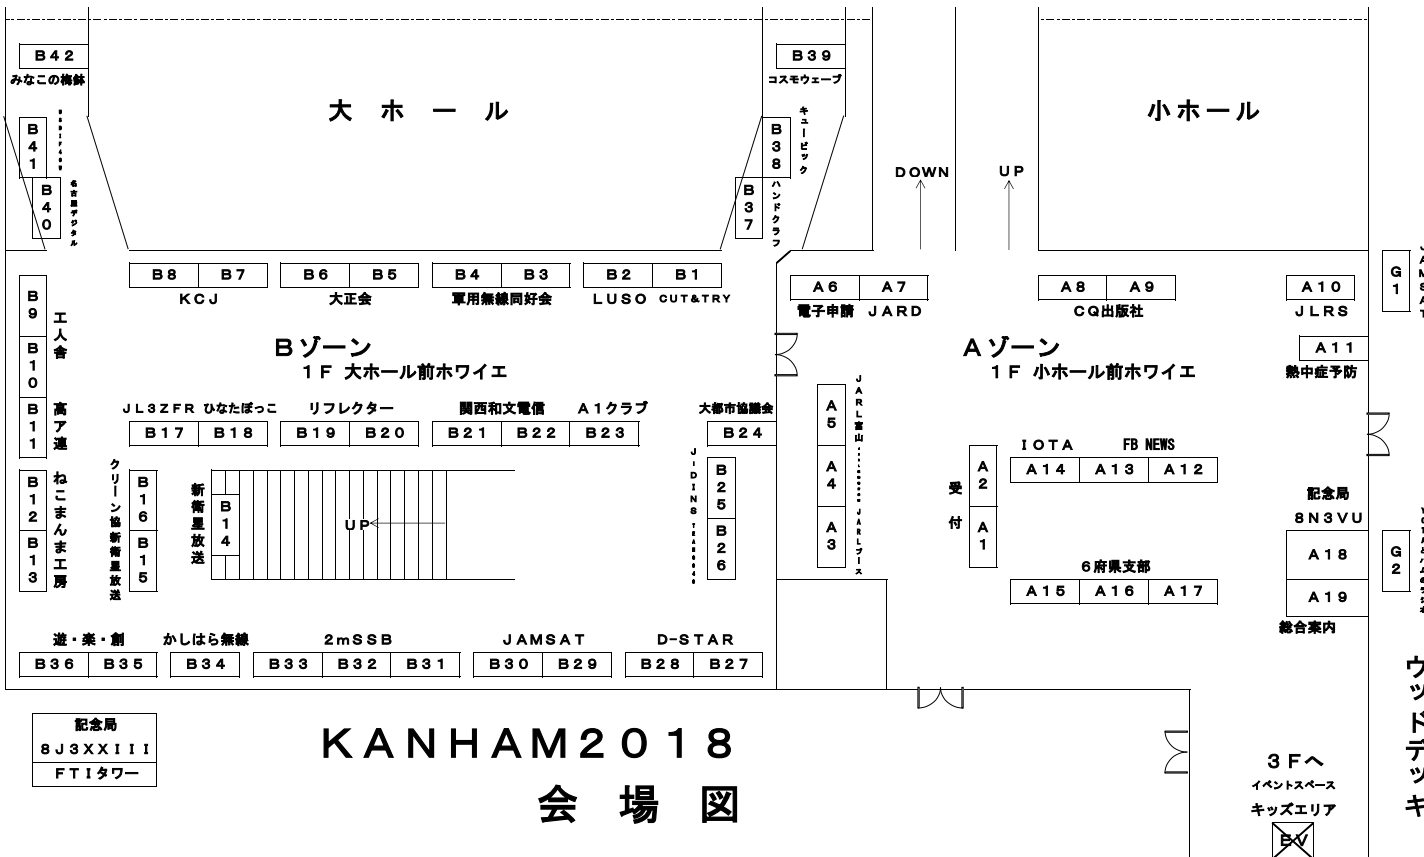 B42
みなこの梅鉢
B39
コスモウェーブ
大ホール
小ホール
B41
B40
名古屋デジタル
B38
キュービック
B37
ハンドクラフ
DOWN
UP
B8 B7
KCJ
B6 B5
大正会
B4 B3
軍用無線同好会
B2 B1
LUSO CUT&TRY
A6 A7
電子申請 JARD
A8 A9
CQ出版社
A10
JLRS
G1
JAMSAT
A11
熱中症予防
B9
B10
工人舎
B11
高ア連
B12
B13
ねこまんま工房
Bゾーン
1F 大ホール前ホワイエ
Aゾーン
1F 小ホール前ホワイエ
JL3ZFR ひなたぼっこ
B17 B18
リフレクター
B19 B20
関西和文電信 A1クラブ
B21 B22 B23
大都市協議会
B24
クリーン協
新衛星放送
B16
B15
新衛星放送
B14
UP
J-DINS
B25
B26
A5
A4
A3
JARL富山
JARLブース
受付
A2
A1
IOTA FB NEWS
A14 A13 A12
6府県支部
A15 A16 A17
記念局
8N3VU
A18
A19
総合案内
G2
遊・楽・創
B36 B35
かしはら無線
B34
2mSSB
B33 B32 B31
JAMSAT
B30 B29
D-STAR
B28 B27
記念局
8J3XXIII
FTIタワー
KANHAM2018
会場図
3Fへ
イベントスペース
キッズエリア
EV
ウッドデッキ